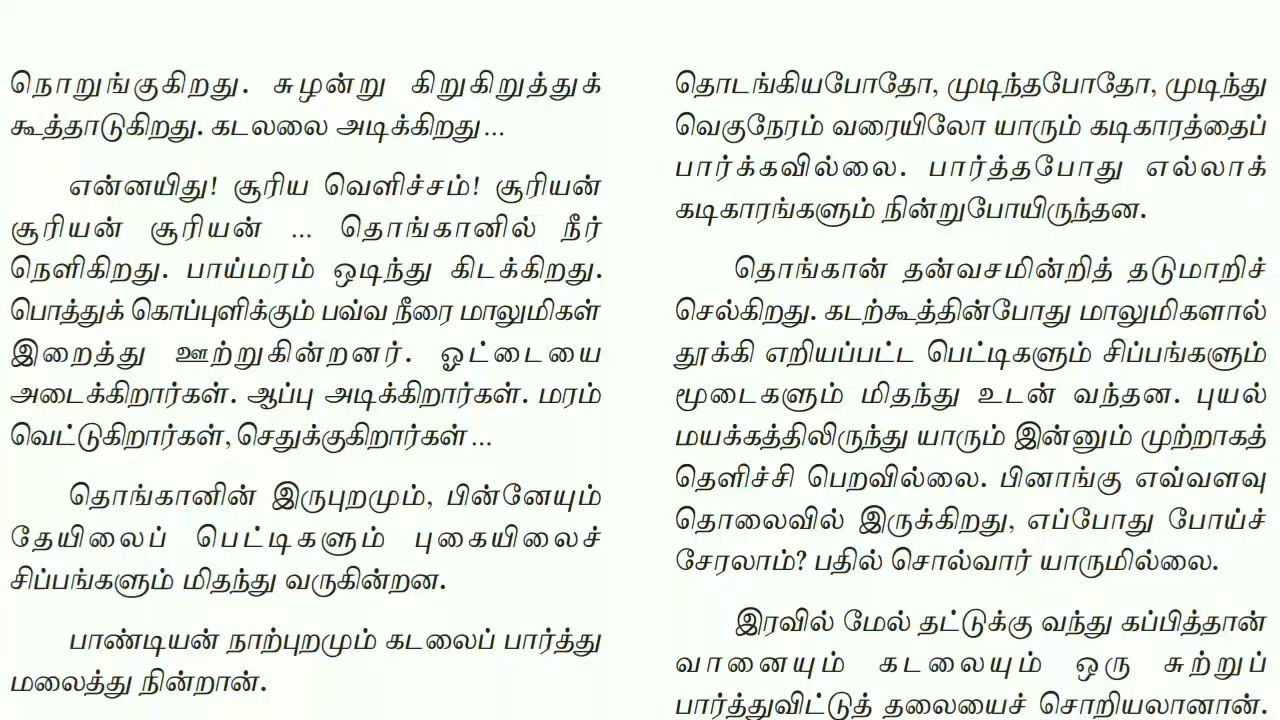 நொறுங்குகிறது. சுழன்று கிறுகிறுத்துக்
கூத்தாடுகிறது. கடலலை அடிக்கிறது ...
என்னயிது! சூரிய வெளிச்சம்! சூரியன்
சூரியன் சூரியன் ... தொங்கானில் நீர்
நெளிகிறது. பாய்மரம் ஒடிந்து கிடக்கிறது.
பொத்துக் கொப்புளிக்கும் பவ்வ நீரை மாலுமிகள்
இறைத்து ஊற்றுகின்றனர். ஓட்டையை
அடைக்கிறார்கள். ஆப்பு அடிக்கிறார்கள். மரம்
வெட்டுகிறார்கள், செதுக்குகிறார்கள் ...
தொங்கானின் இருபுறமும், பின்னேயும்
தேயிலைப் பெட்டிகளும் புகையிலைச்
சிப்பங்களும் மிதந்து வருகின்றன.
பாண்டியன் நாற்புறமும் கடலைப் பார்த்து
மலைத்து நின்றான்.
தொடங்கியபோதோ, முடிந்தபோதோ, முடிந்து
வெகுநேரம் வரையிலோ யாரும் கடிகாரத்தைப்
பார்க்கவில்லை. பார்த்தபோது எல்லாக்
கடிகாரங்களும் நின்றுபோயிருந்தன.
தொங்கான் தன்வசமின்றித் தடுமாறிச்
செல்கிறது. கடற்கூத்தின்போது மாலுமிகளால்
தூக்கி எறியப்பட்ட பெட்டிகளும் சிப்பங்களும்
மூடைகளும் மிதந்து உடன் வந்தன. புயல்
மயக்கத்திலிருந்து யாரும் இன்னும் முற்றாகத்
தெளிச்சி பெறவில்லை. பினாங்கு எவ்வளவு
தொலைவில் இருக்கிறது, எப்போது போய்ச்
சேரலாம்? பதில் சொல்வார் யாருமில்லை.
இரவில் மேல் தட்டுக்கு வந்து கப்பித்தான்
வானையும் கடலையும் ஒரு சுற்றுப்
பார்த்துவிட்டுத் தலையைச் சொறியலானான்.